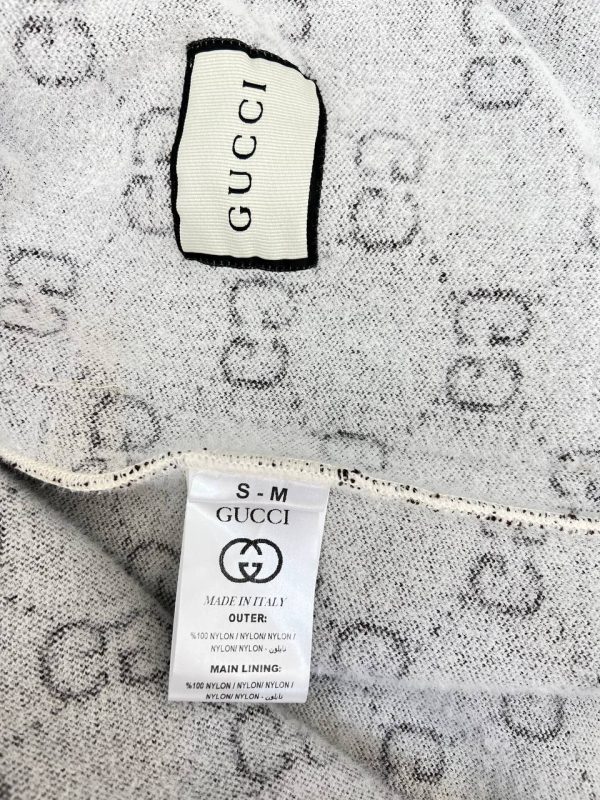 GUCCI
S - M
GUCCI
MADE IN ITALY
OUTER:
%100 NYLON / NYLON/ NYLON /
NYLON/ NYLON - نايلون
MAIN LINING:
%100 NYLON / NYLON/ NYLON /
NYLON/ NYLON - نايلون